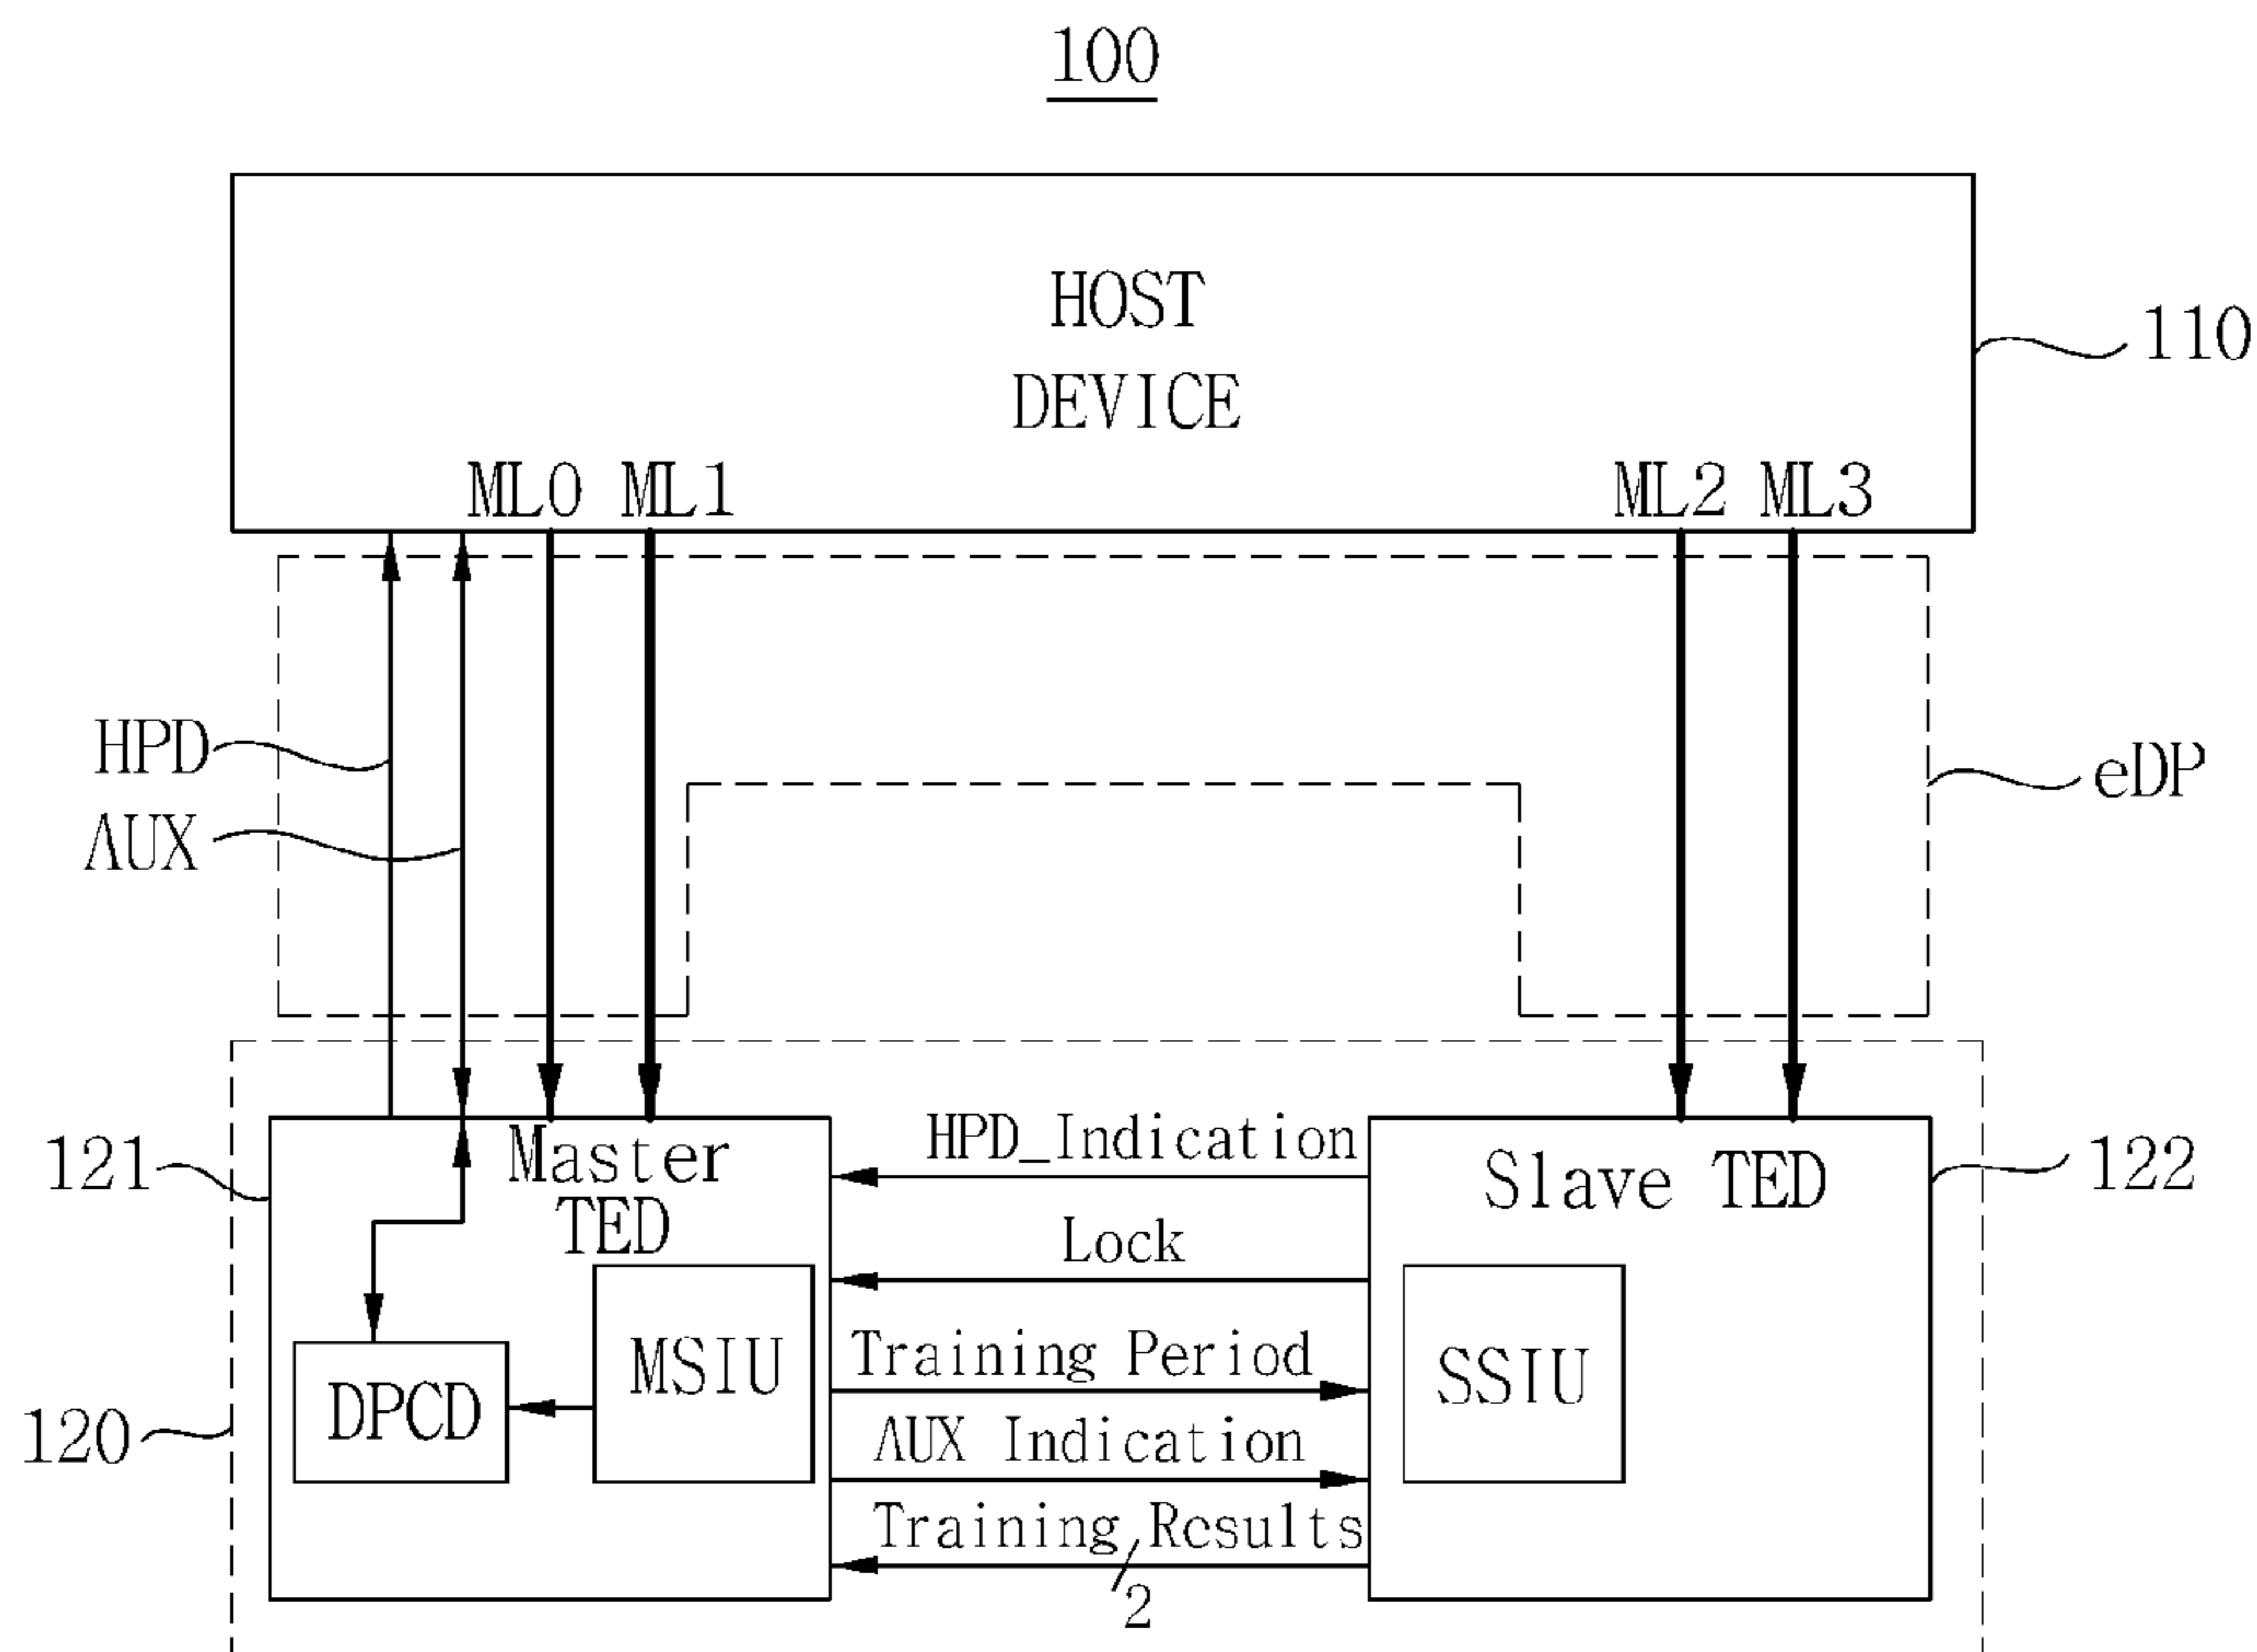 100
HOST
DEVICE
110
ML0 ML1 ML2 ML3
HPD
AUX
eDP
121
Master
TED
HPD_Indication
Slave TED
122
Lock
MSIU
Training Period
SSIU
DPCD
120
AUX Indication
Training Results
2